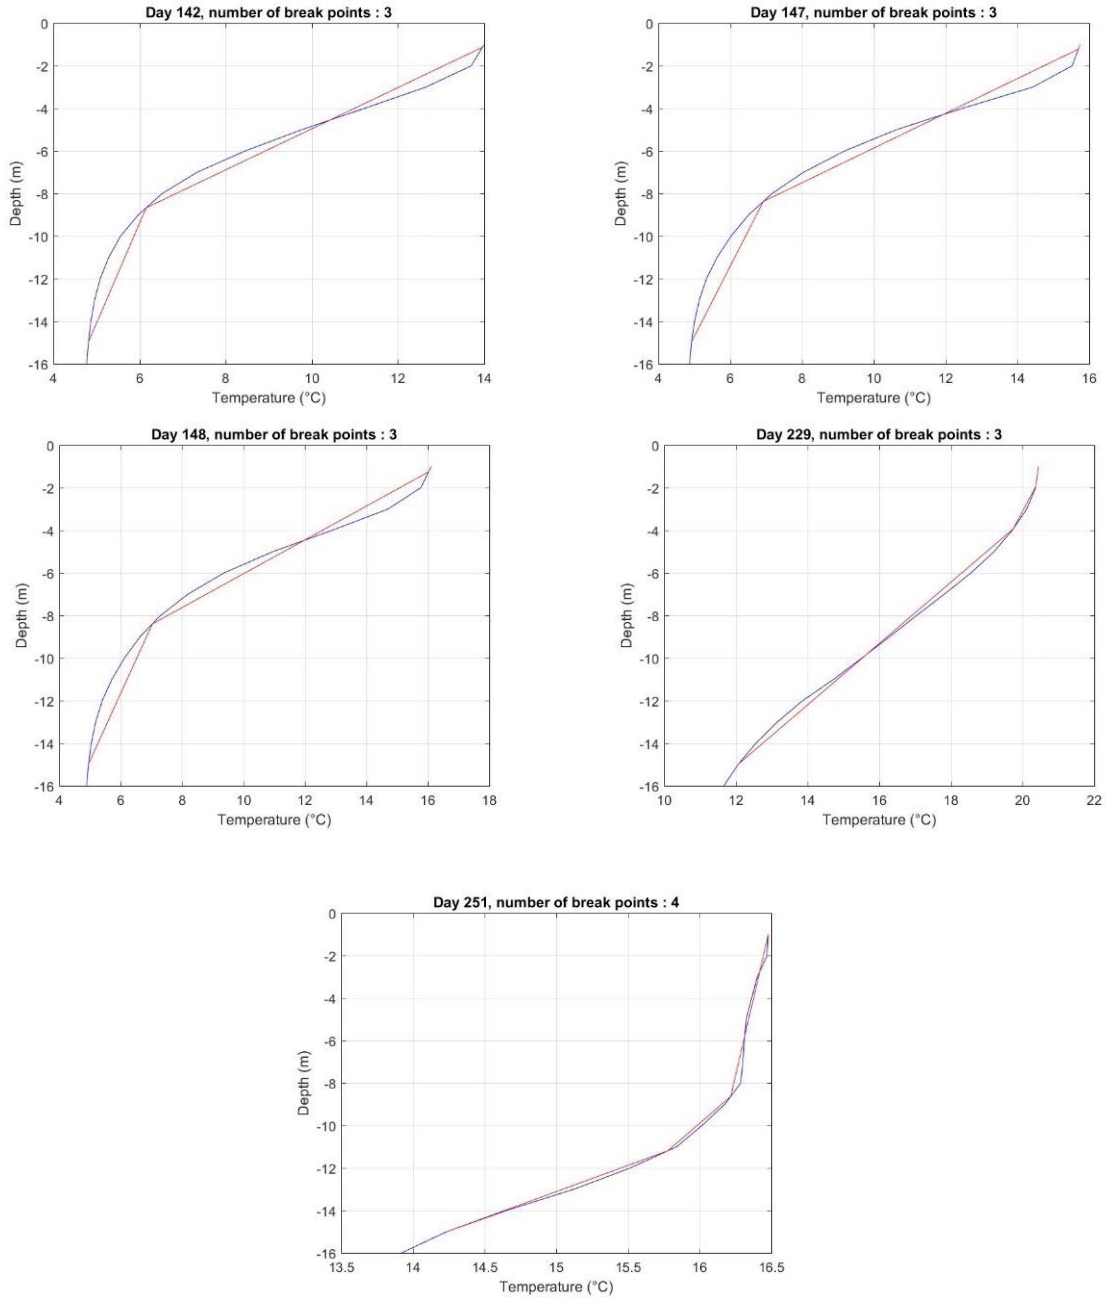 Day 142, number of break points : 3
0
-2
-4
-6
-8
-10
-12
-14
-16
Depth (m)
4 6 8 10 12 14
Temperature (°C)
Day 147, number of break points : 3
0
-2
-4
-6
-8
-10
-12
-14
-16
Depth (m)
4 6 8 10 12 14 16
Temperature (°C)
Day 148, number of break points : 3
0
-2
-4
-6
-8
-10
-12
-14
-16
Depth (m)
4 6 8 10 12 14 16 18
Temperature (°C)
Day 229, number of break points : 3
0
-2
-4
-6
-8
-10
-12
-14
-16
Depth (m)
10 12 14 16 18 20 22
Temperature (°C)
Day 251, number of break points : 4
0
-2
-4
-6
-8
-10
-12
-14
-16
Depth (m)
13.5 14 14.5 15 15.5 16 16.5
Temperature (°C)